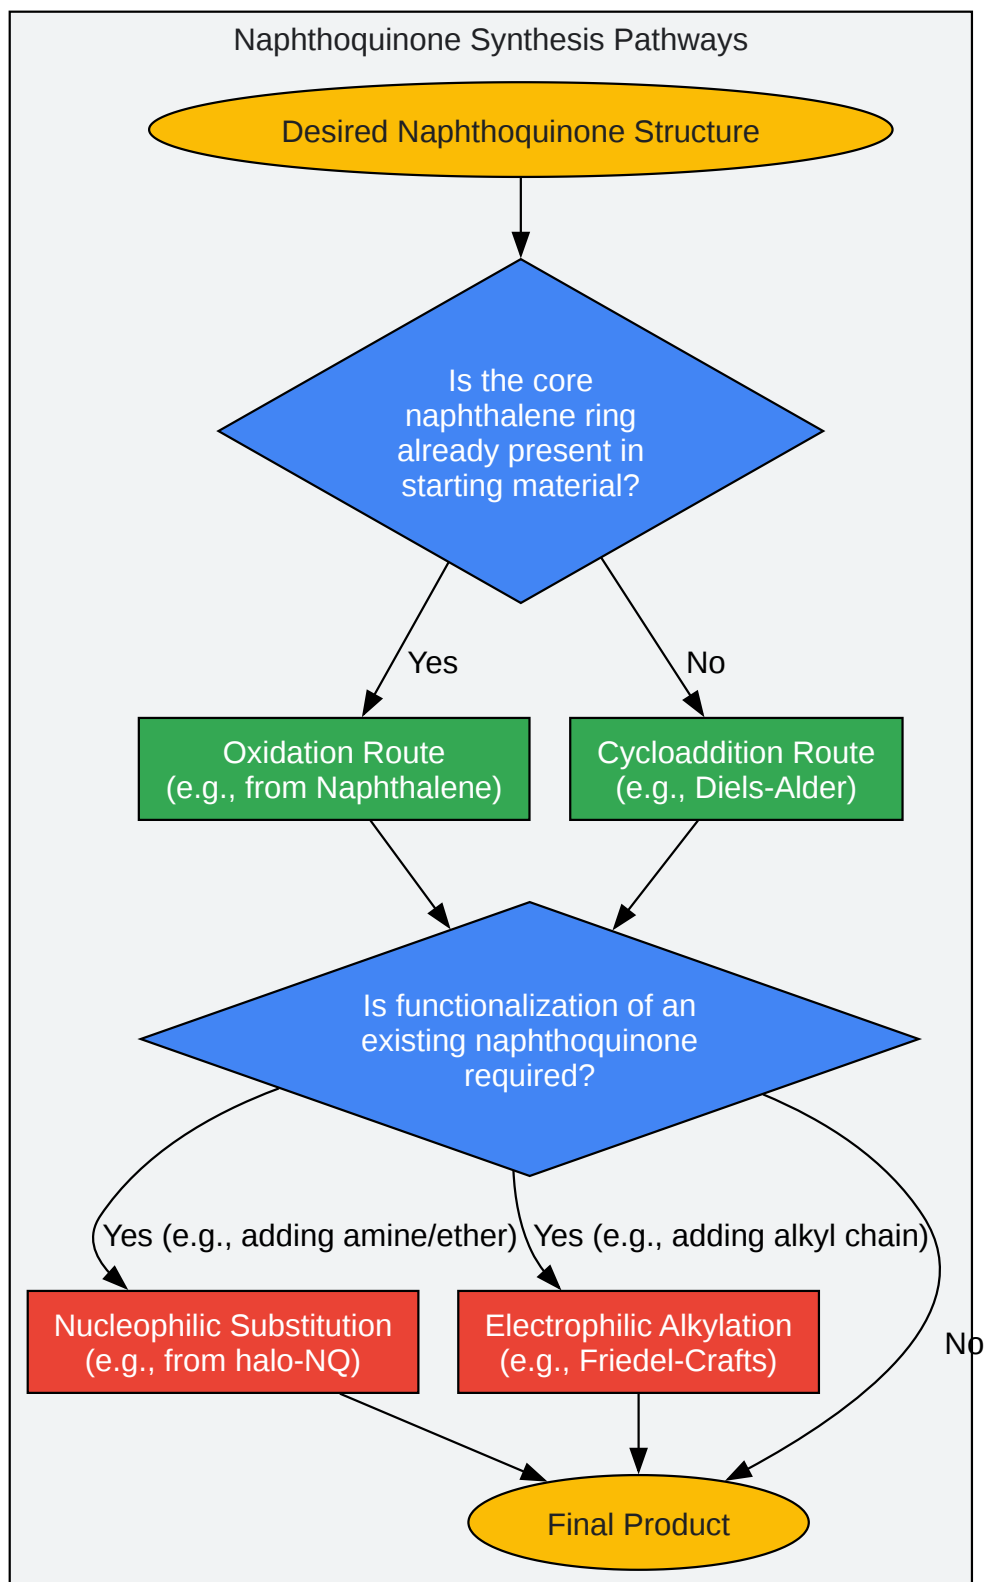 Naphthoquinone Synthesis Pathways
Desired Naphthoquinone Structure
Is the core
naphthalene ring
already present in
starting material?
Yes
No
Oxidation Route
(e.g., from Naphthalene)
Cycloaddition Route
(e.g., Diels-Alder)
Is functionalization of an
existing naphthoquinone
required?
Yes (e.g., adding amine/ether)
Yes (e.g., adding alkyl chain)
Nucleophilic Substitution
(e.g., from halo-NQ)
Electrophilic Alkylation
(e.g., Friedel-Crafts)
No
Final Product